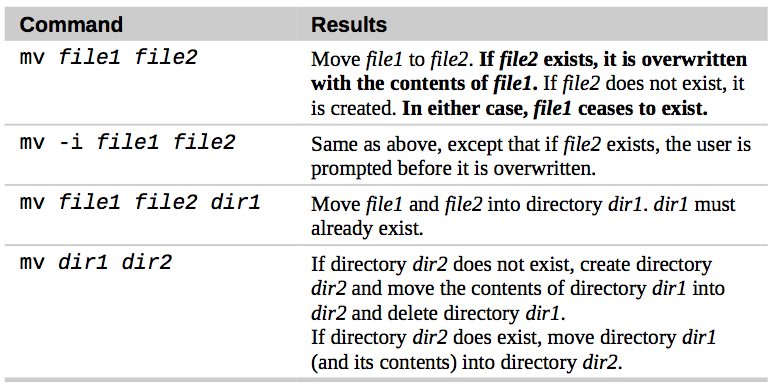 Command Results
mv file1 file2 Move file1 to file2. If file2 exists, it is overwritten
with the contents of file1. If file2 does not exist, it
is created. In either case, file1 ceases to exist.
mv -i file1 file2 Same as above, except that if file2 exists, the user is
prompted before it is overwritten.
mv file1 file2 dir1 Move file1 and file2 into directory dir1. dir1 must
already exist.
mv dir1 dir2 If directory dir2 does not exist, create directory
dir2 and move the contents of directory dir1 into
dir2 and delete directory dir1.
If directory dir2 does exist, move directory dir1
(and its contents) into directory dir2.